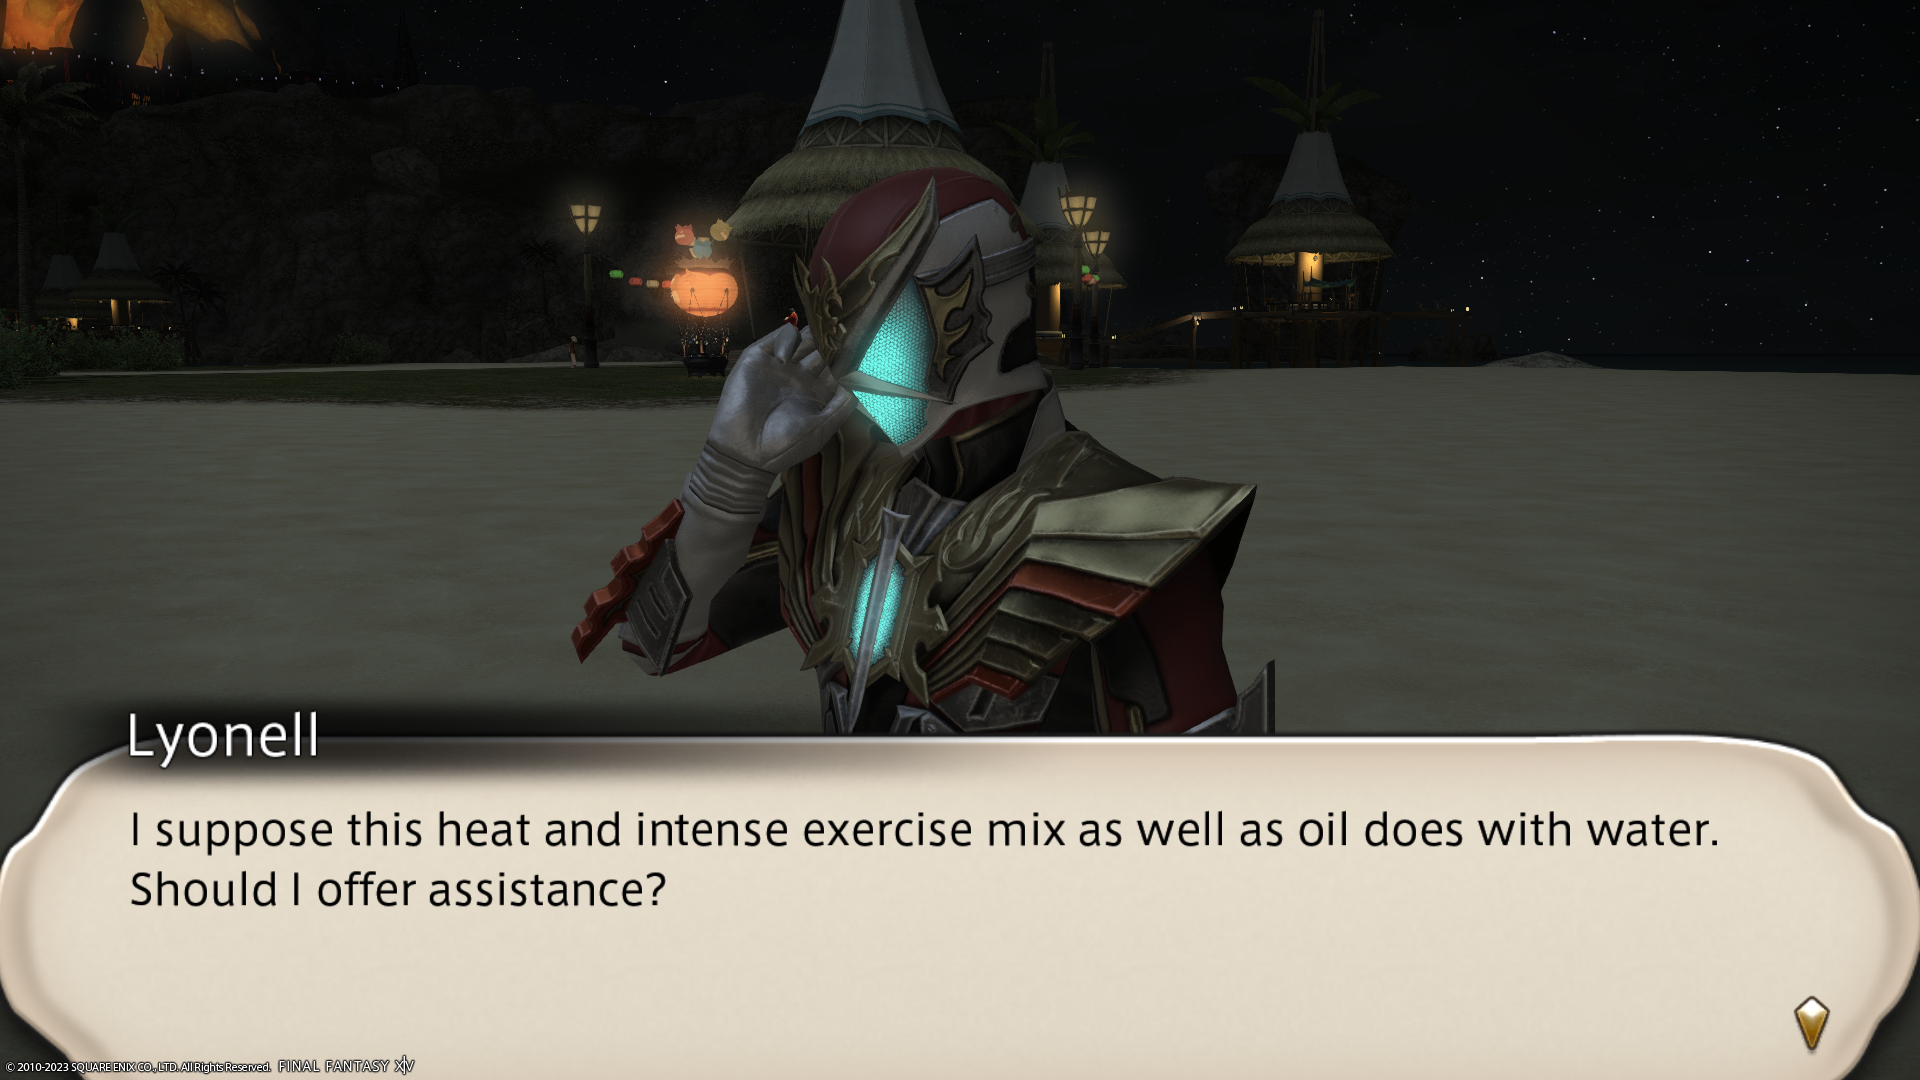 Lyonell
I suppose this heat and intense exercise mix as well as oil does with water.
Should I offer assistance?
© 2010-2023 SQUARE ENIX CO., LTD. All Rights Reserved. FINAL FANTASY XIV